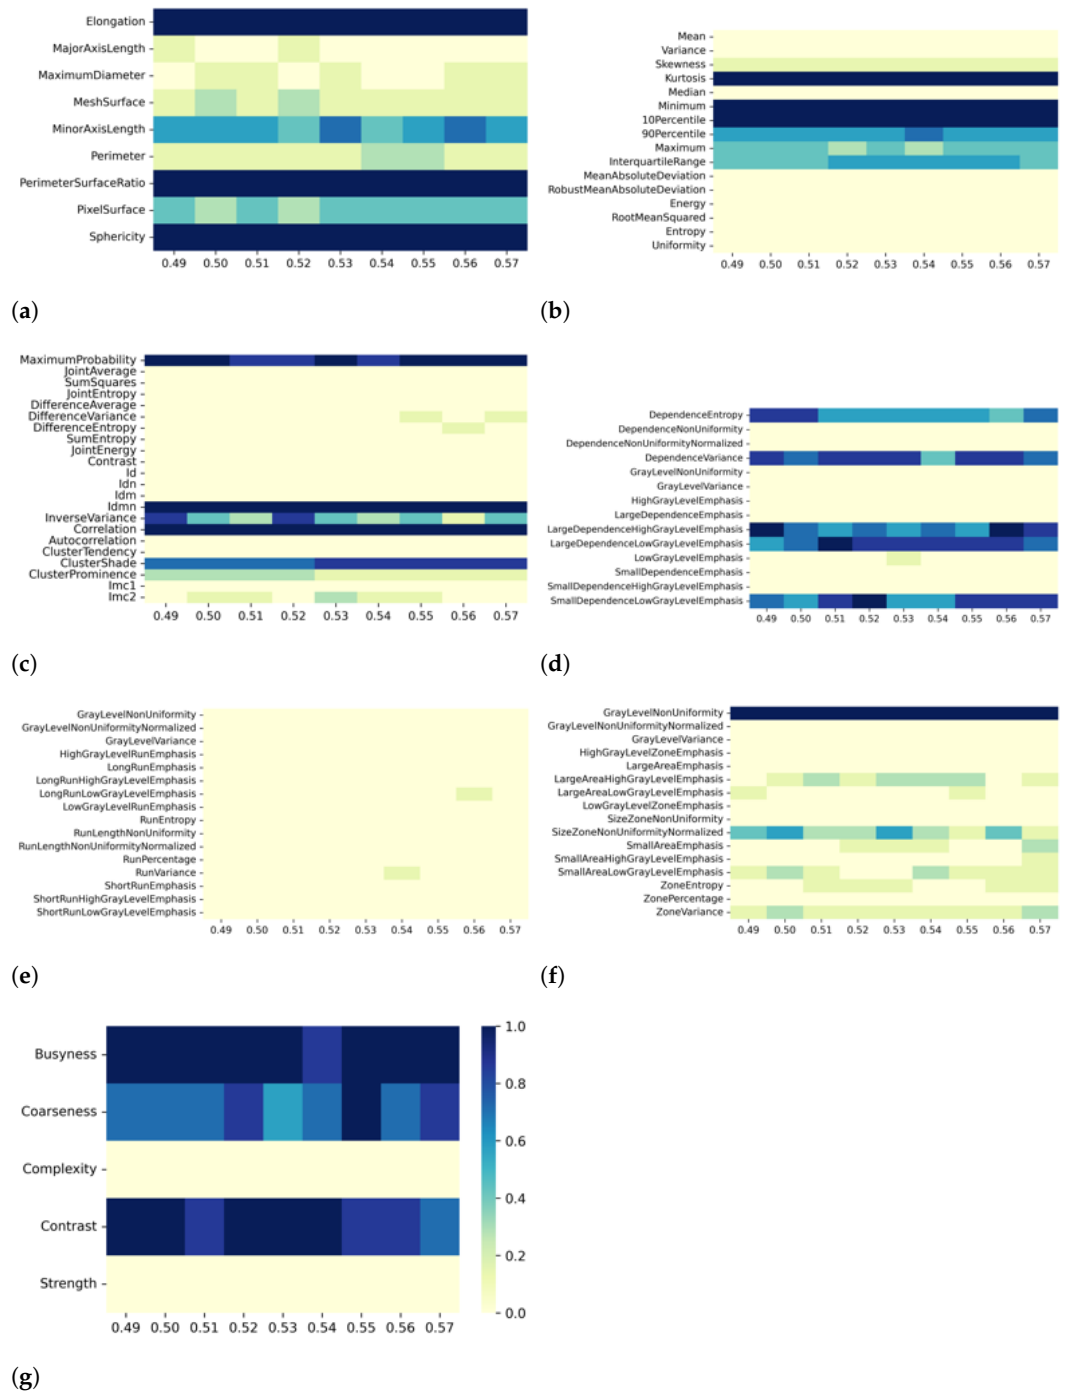 Elongation
MajorAxisLength
MaximumDiameter
MeshSurface
MinorAxisLength
Perimeter
PerimeterSurfaceRatio
PixelSurface
Sphericity
0.49 0.50 0.51 0.52 0.53 0.54 0.55 0.56 0.57
(a)
Mean
Variance
Skewness
Kurtosis
Median
Minimum
10Percentile
90Percentile
Maximum
InterquartileRange
MeanAbsoluteDeviation
RobustMeanAbsoluteDeviation
Energy
RootMeanSquared
Entropy
Uniformity
0.49 0.50 0.51 0.52 0.53 0.54 0.55 0.56 0.57
(b)
MaximumProbability
JointAverage
SumSquares
JointEntropy
DifferenceAverage
DifferenceVariance
DifferenceEntropy
SumEntropy
JointEnergy
Contrast
Id
Idn
Idm
Idmn
InverseVariance
Correlation
Autocorrelation
ClusterTendency
ClusterShade
ClusterProminence
Imc1
Imc2
0.49 0.50 0.51 0.52 0.53 0.54 0.55 0.56 0.57
(c)
DependenceEntropy
DependenceNonUniformity
DependenceNonUniformityNormalized
DependenceVariance
GrayLevelNonUniformity
GrayLevelVariance
HighGrayLevelEmphasis
LargeDependenceEmphasis
LargeDependenceHighGrayLevelEmphasis
LargeDependenceLowGrayLevelEmphasis
LowGrayLevelEmphasis
SmallDependenceEmphasis
SmallDependenceHighGrayLevelEmphasis
SmallDependenceLowGrayLevelEmphasis
0.49 0.50 0.51 0.52 0.53 0.54 0.55 0.56 0.57
(d)
GrayLevelNonUniformity
GrayLevelNonUniformityNormalized
GrayLevelVariance
HighGrayLevelRunEmphasis
LongRunEmphasis
LongRunHighGrayLevelEmphasis
LongRunLowGrayLevelEmphasis
LowGrayLevelRunEmphasis
RunEntropy
RunLengthNonUniformity
RunLengthNonUniformityNormalized
RunPercentage
RunVariance
ShortRunEmphasis
ShortRunHighGrayLevelEmphasis
ShortRunLowGrayLevelEmphasis
0.49 0.50 0.51 0.52 0.53 0.54 0.55 0.56 0.57
(e)
GrayLevelNonUniformity
GrayLevelNonUniformityNormalized
GrayLevelVariance
HighGrayLevelZoneEmphasis
LargeAreaEmphasis
LargeAreaHighGrayLevelEmphasis
LargeAreaLowGrayLevelEmphasis
LowGrayLevelZoneEmphasis
SizeZoneNonUniformity
SizeZoneNonUniformityNormalized
SmallAreaEmphasis
SmallAreaHighGrayLevelEmphasis
SmallAreaLowGrayLevelEmphasis
ZoneEntropy
ZonePercentage
ZoneVariance
0.49 0.50 0.51 0.52 0.53 0.54 0.55 0.56 0.57
(f)
Busyness
Coarseness
Complexity
Contrast
Strength
0.49 0.50 0.51 0.52 0.53 0.54 0.55 0.56 0.57
1.0
0.8
0.6
0.4
0.2
0.0
(g)